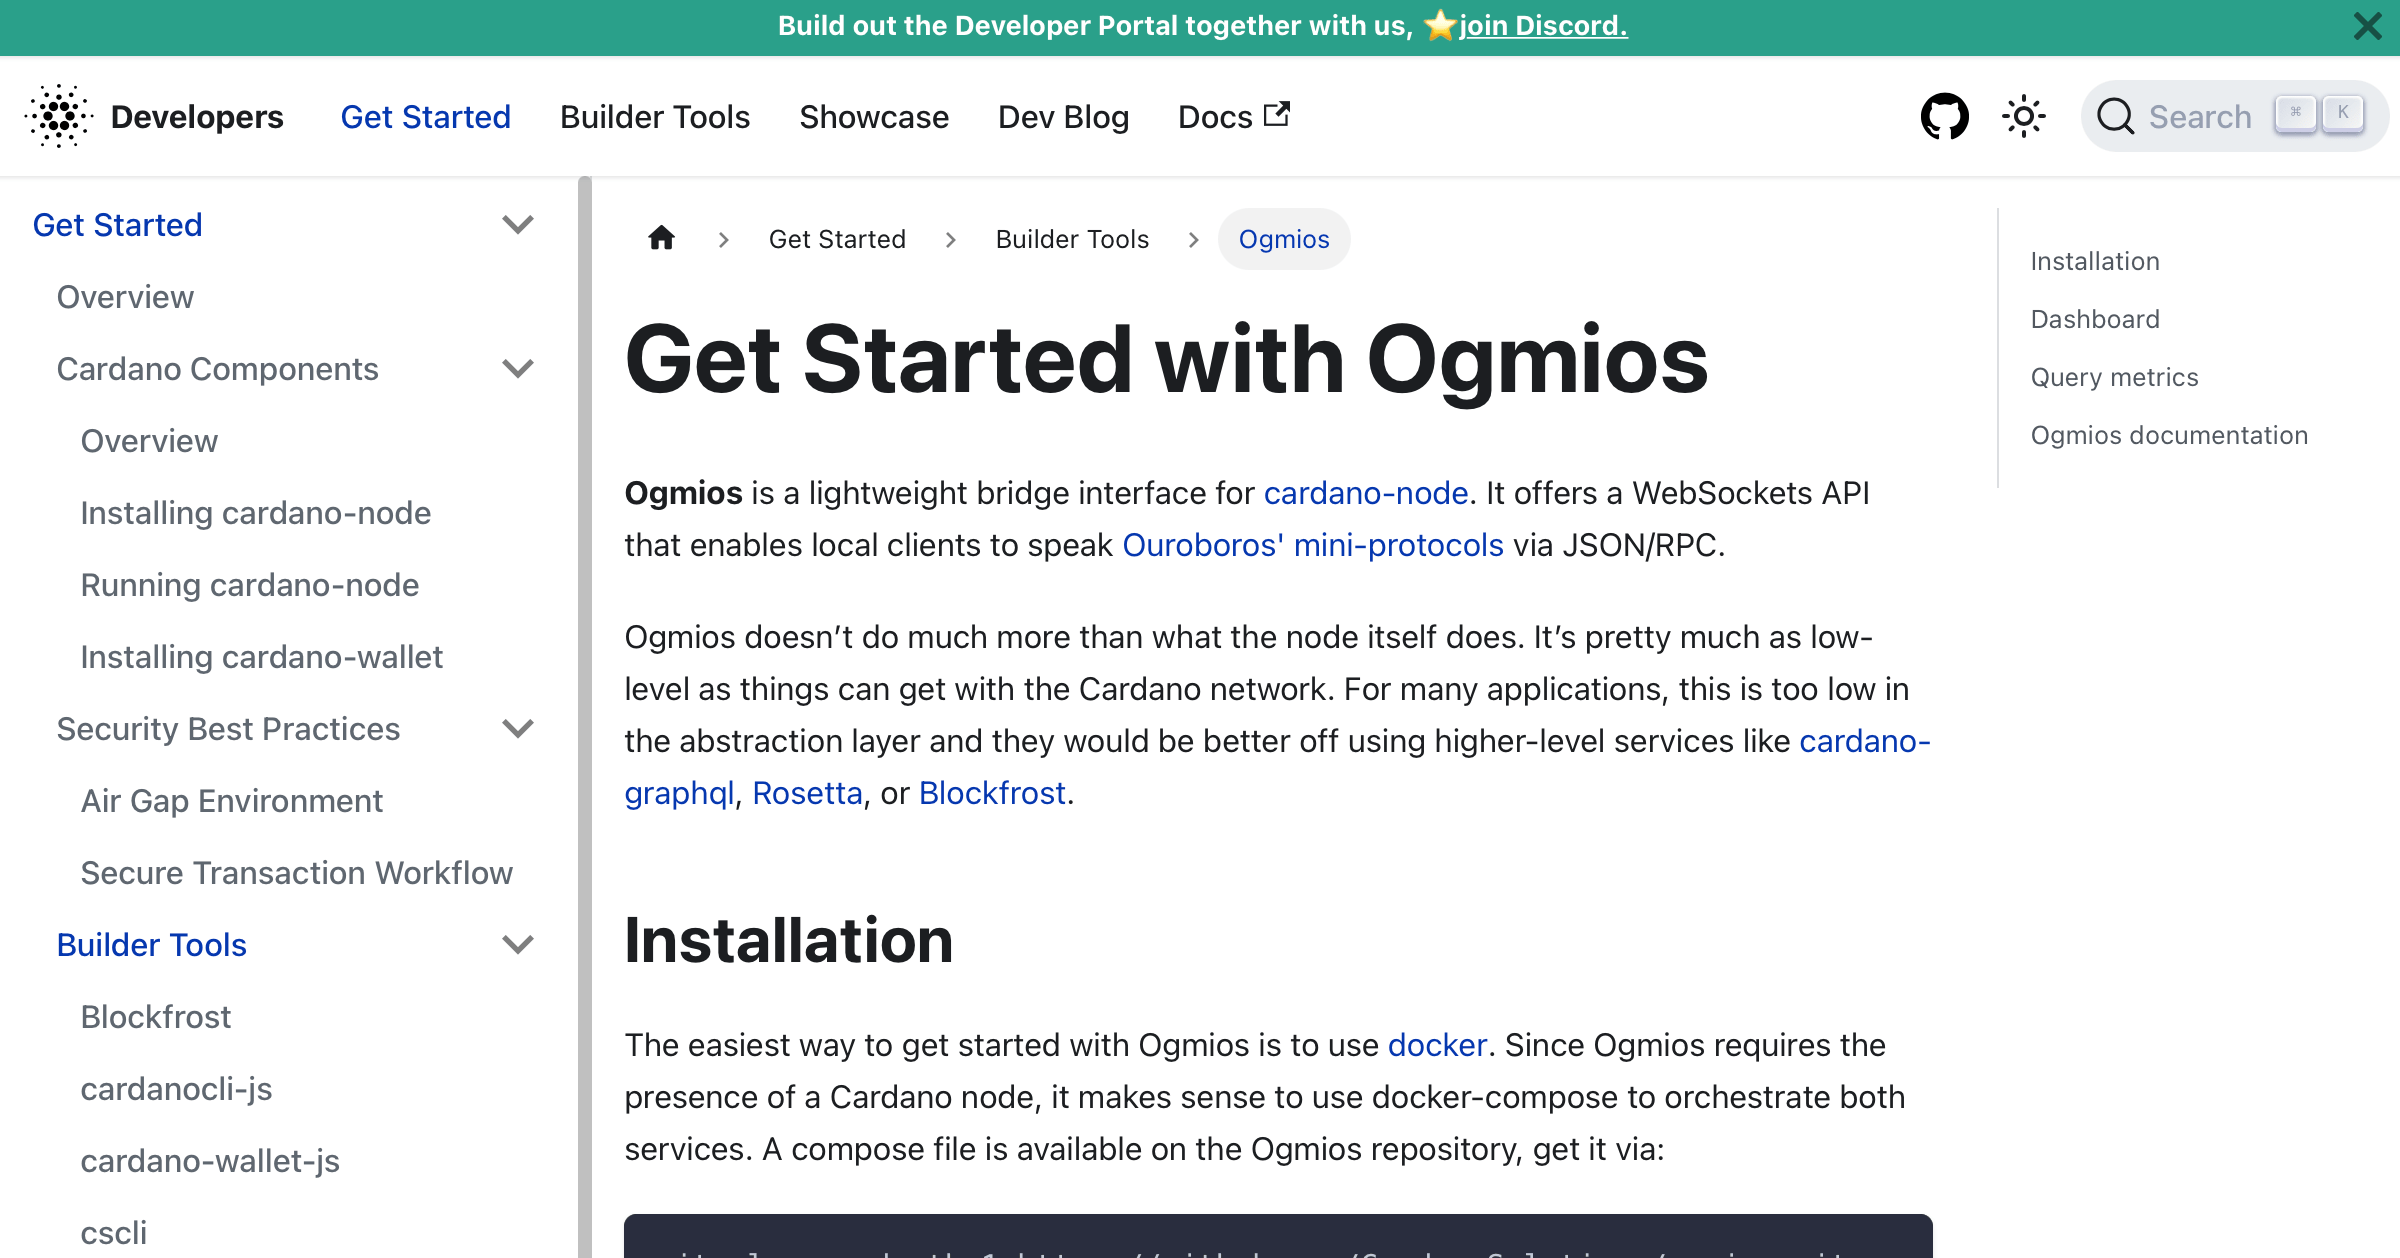 Build out the Developer Portal together with us, ⭐️join Discord.
Developers Get Started Builder Tools Showcase Dev Blog Docs Search ⌘ K
Get Started
Overview
Cardano Components
Overview
Installing cardano-node
Running cardano-node
Installing cardano-wallet
Security Best Practices
Air Gap Environment
Secure Transaction Workflow
Builder Tools
Blockfrost
cardanocli-js
cardano-wallet-js
cscli
Get Started Builder Tools Ogmios
Get Started with Ogmios
Ogmios is a lightweight bridge interface for cardano-node. It offers a WebSockets API
that enables local clients to speak Ouroboros' mini-protocols via JSON/RPC.
Ogmios doesn’t do much more than what the node itself does. It’s pretty much as low-
level as things can get with the Cardano network. For many applications, this is too low in
the abstraction layer and they would be better off using higher-level services like cardano-
graphql, Rosetta, or Blockfrost.
Installation
The easiest way to get started with Ogmios is to use docker. Since Ogmios requires the
presence of a Cardano node, it makes sense to use docker-compose to orchestrate both
services. A compose file is available on the Ogmios repository, get it via:
Installation
Dashboard
Query metrics
Ogmios documentation